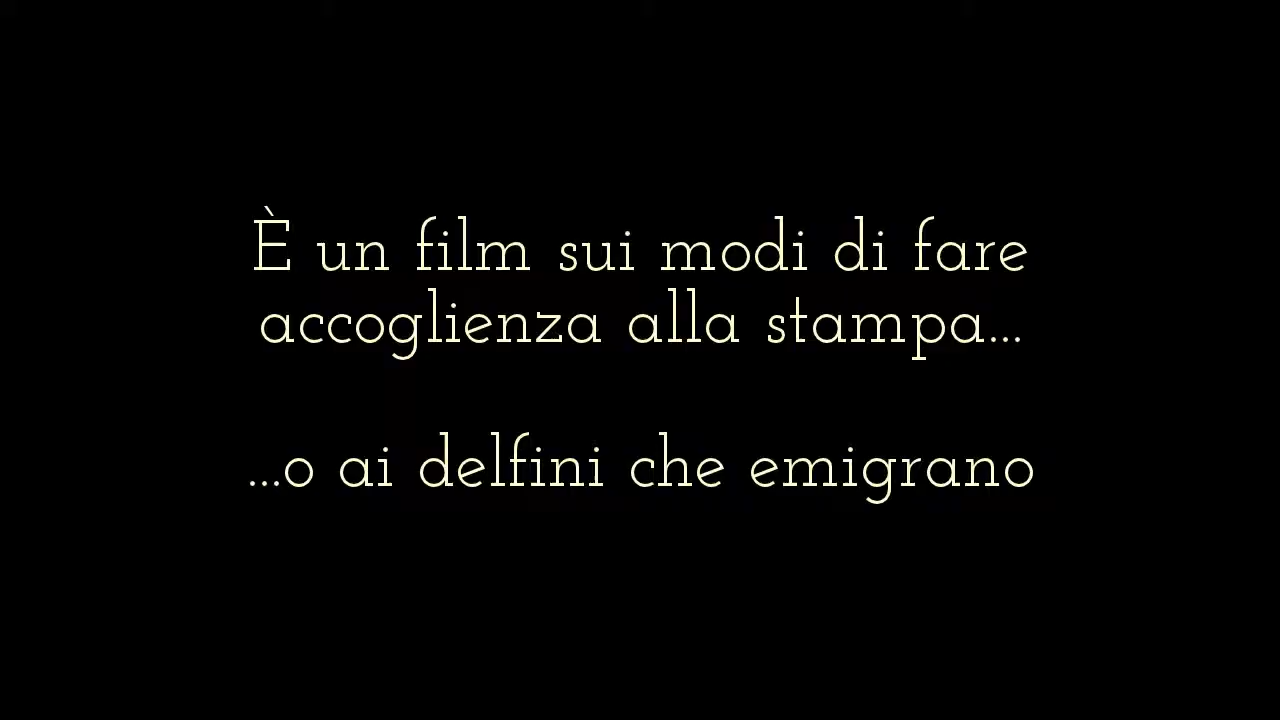 È un film sui modi di fare
accoglienza alla stampa...
...o ai delfini che emigrano